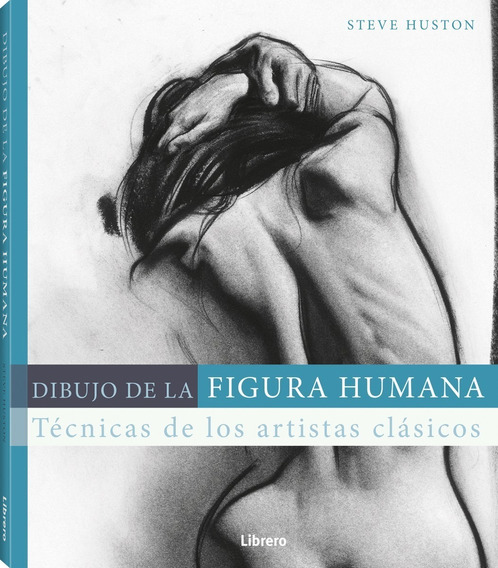 STEVE HUSTON
DIBUJO DE LA FIGURA HUMANA
Técnicas de los artistas clásicos
Librero
DIBUJO DE LA FIGURA HUMANA
STEVE HUSTON
Librero